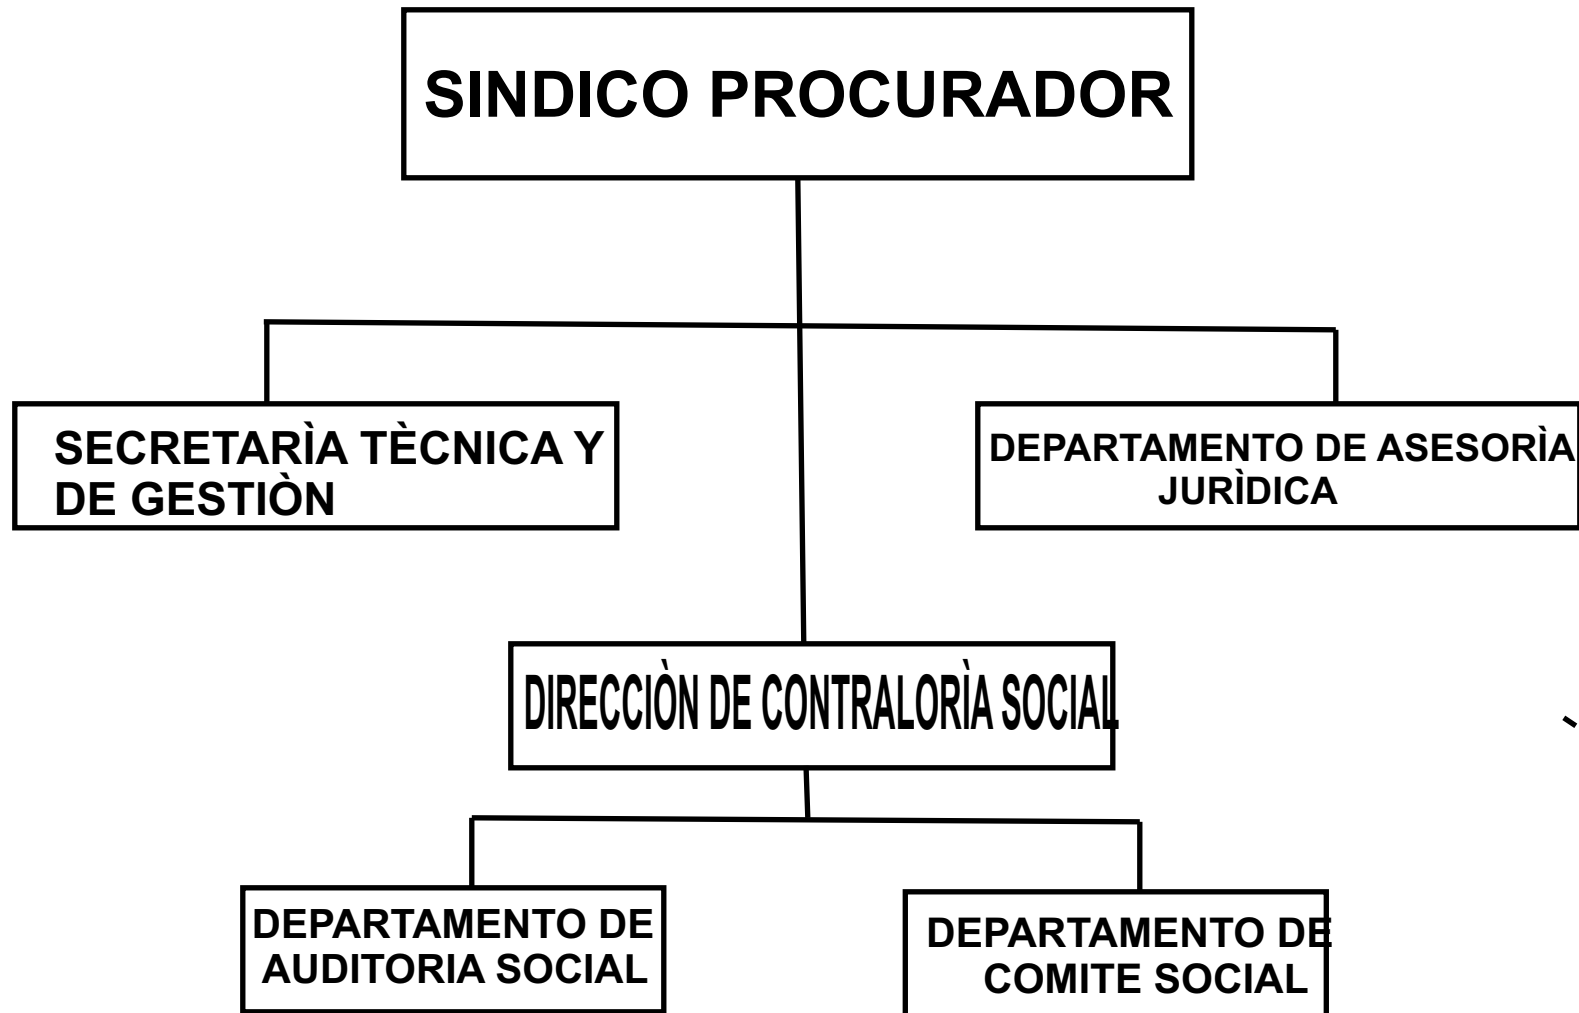 SINDICO PROCURADOR
SECRETARÌA TÈCNICA Y
DE GESTIÒN
DEPARTAMENTO DE ASESORÌA
JURÌDICA
DIRECCIÒN DE CONTRALORÌA SOCIAL
DEPARTAMENTO DE
AUDITORIA SOCIAL
DEPARTAMENTO DE
COMITE SOCIAL